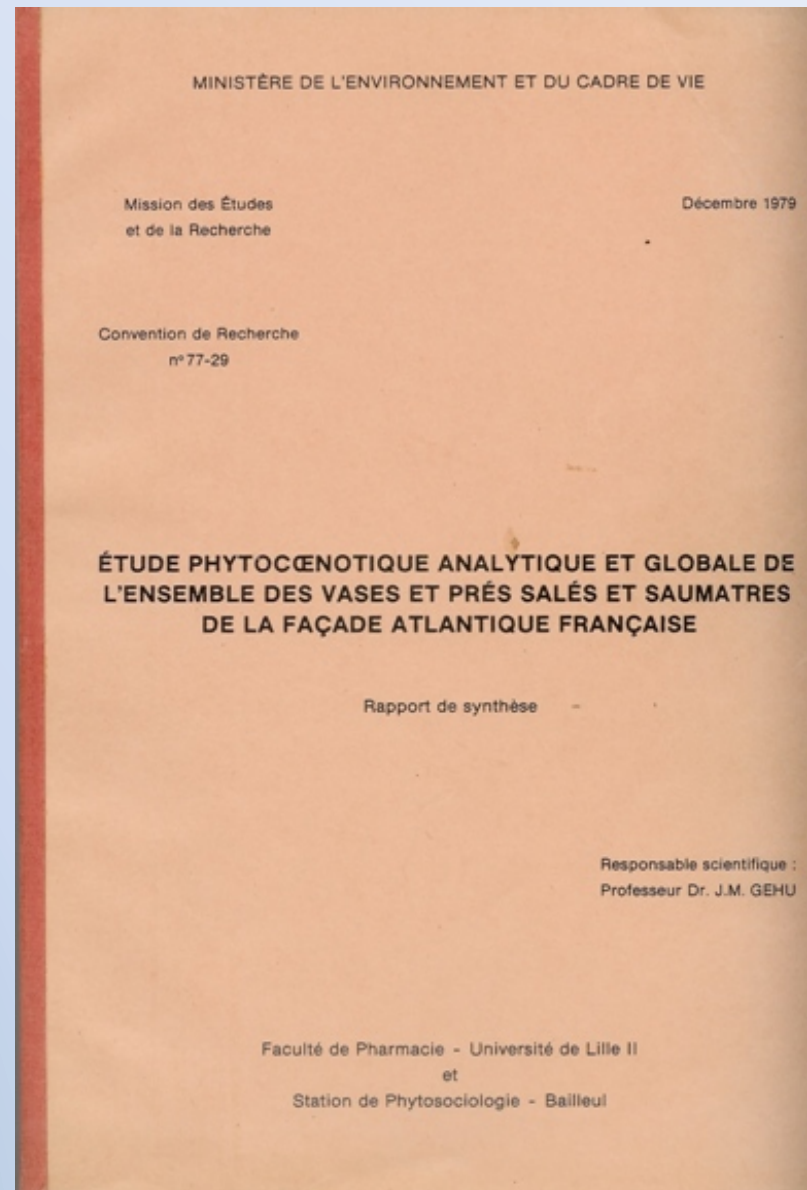 MINISTÈRE DE L'ENVIRONNEMENT ET DU CADRE DE VIE
Mission des Études
et de la Recherche
Décembre 1979
Convention de Recherche
nº 77-29
ÉTUDE PHYTOCŒNOTIQUE ANALYTIQUE ET GLOBALE DE
L'ENSEMBLE DES VASES ET PRÉS SALÉS ET SAUMATRES
DE LA FAÇADE ATLANTIQUE FRANÇAISE
Rapport de synthèse
Responsable scientifique :
Professeur Dr. J.M. GEHU
Faculté de Pharmacie - Université de Lille II
et
Station de Phytosociologie - Bailleul